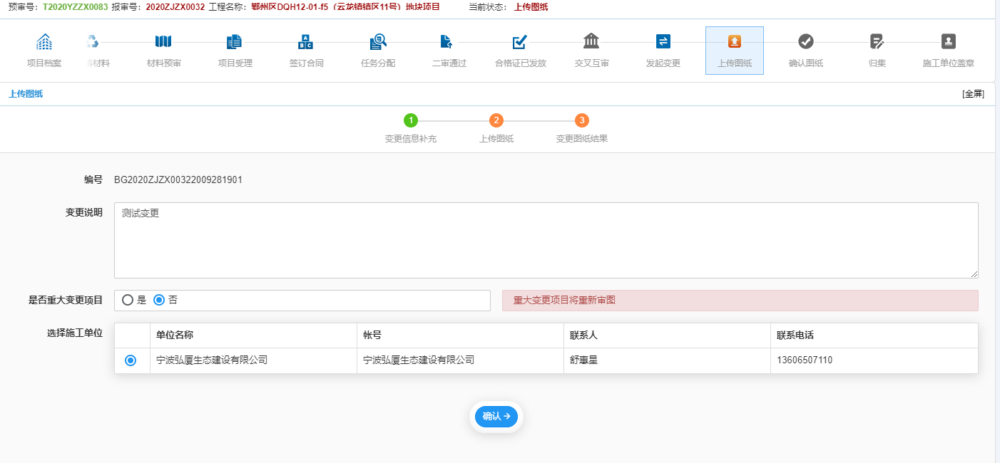 预审号: T2020YZZX0083 报审号: 2020ZJZX0032 工程名称: 鄞州区DQH12-01-f5（云龙镇镇区11号）地块项目 当前状态: 上传图纸
项目档案 材料 材料预审 项目受理 签订合同 任务分配 二审通过 合格证已发放 交叉互审 发起变更 上传图纸 确认图纸 归集 施工单位盖章
上传图纸 [全屏]
1 2 3
变更信息补充 上传图纸 变更图纸结果
编号 BG2020ZJZX00322009281901
变更说明 测试变更
是否重大变更项目 是 否 重大变更项目将重新审图
选择施工单位 单位名称 帐号 联系人 联系电话
宁波弘厦生态建设有限公司 宁波弘厦生态建设有限公司 舒惠星 13606507110
确认